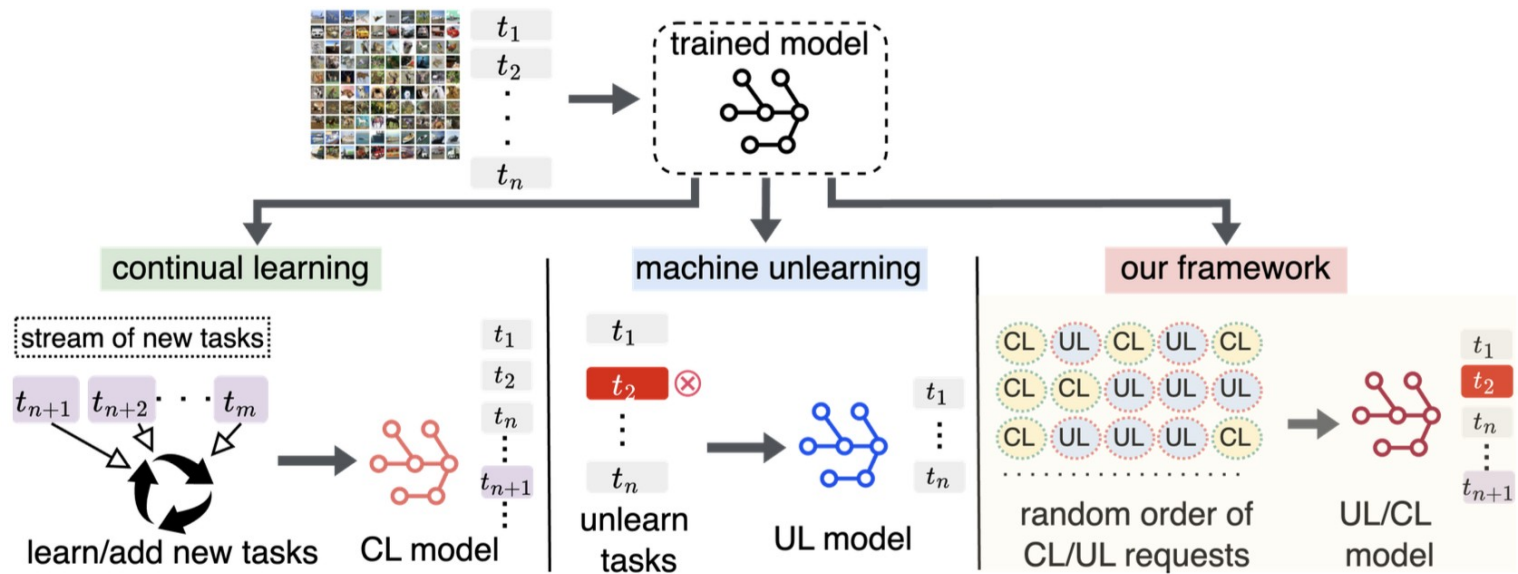 t₁
t₂
tₙ
trained model
continual learning
stream of new tasks
tₙ₊₁ tₙ₊₂ tₘ
learn/add new tasks
CL model
t₁
t₂
tₙ
tₙ₊₁
machine unlearning
t₁
t₂
tₙ
unlearn
tasks
UL model
t₁
tₙ
our framework
CL UL CL UL CL
CL CL UL UL UL
CL UL UL UL CL
random order of
CL/UL requests
UL/CL
model
t₁
t₂
tₙ
tₙ₊₁